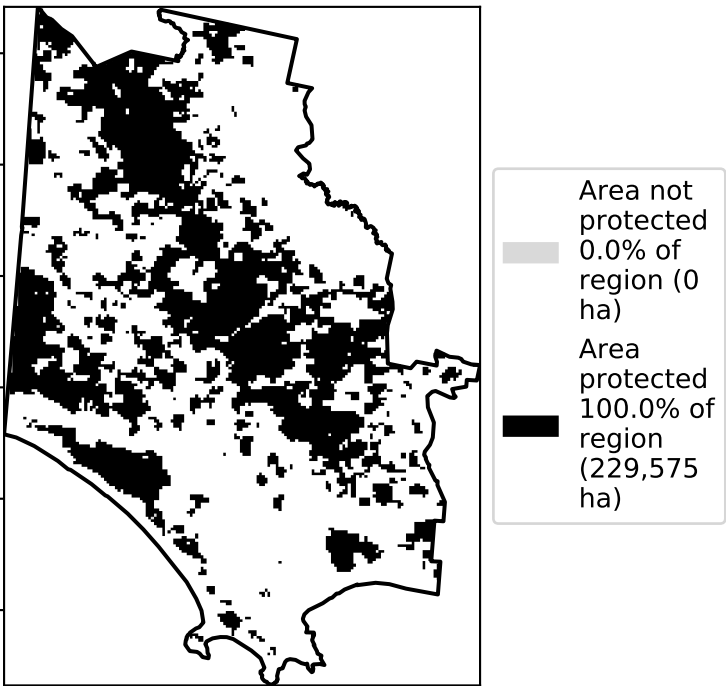 Area not
protected
0.0% of
region (0
ha)
Area
protected
100.0% of
region
(229,575
ha)